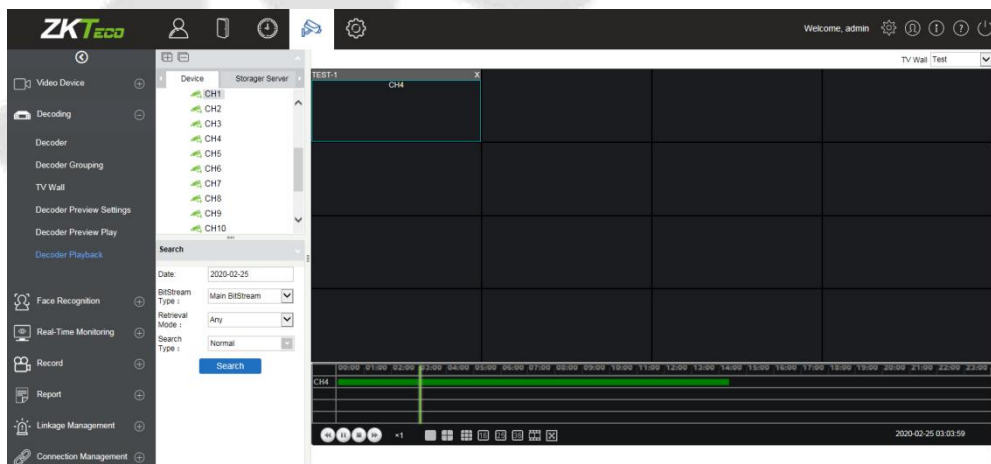 ZKTECO
Welcome, admin
TV Wall Test
Video Device
Decoding
Decoder
Decoder Grouping
TV Wall
Decoder Preview Settings
Decoder Preview Play
Decoder Playback
Face Recognition
Real-Time Monitoring
Record
Report
Linkage Management
Connection Management
Device Storager Server
CH1
CH2
CH3
CH4
CH5
CH6
CH7
CH8
CH9
CH10
Search
Date: 2020-02-25
BitStream Type : Main BitStream
Retrieval Mode : Any
Search Type : Normal
Search
TEST-1 X
CH4
00:00 01:00 02:00 03:00 04:00 05:00 06:00 07:00 08:00 09:00 10:00 11:00 12:00 13:00 14:00 15:00 16:00 17:00 18:00 19:00 20:00 21:00 22:00 23:00
CH4
×1 16 25 36
2020-02-25 03:03:59